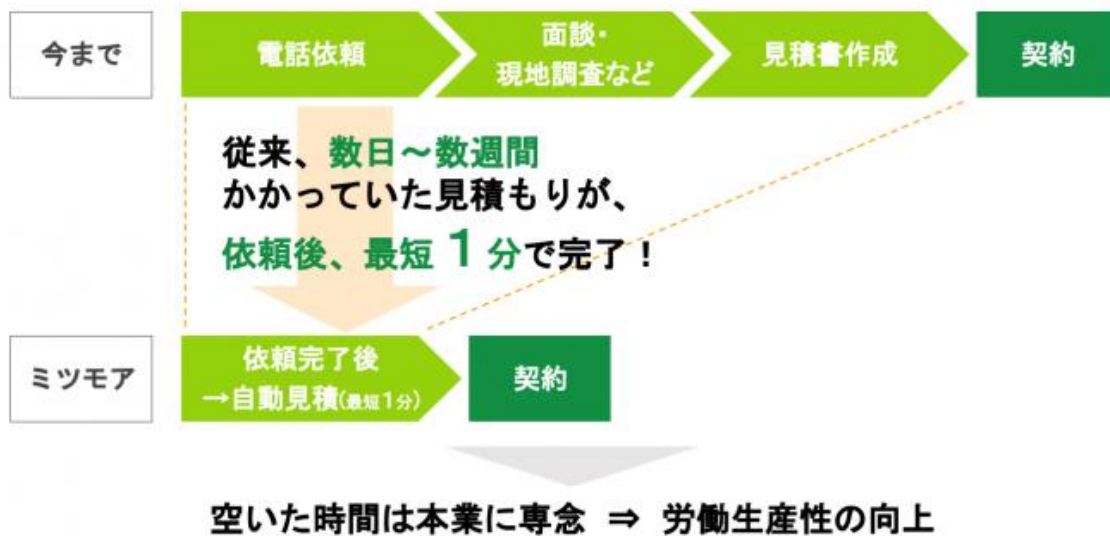 今まで
電話依頼
面談・
現地調査など
見積書作成
契約
従来、数日～数週間
かかっていた見積もりが、
依頼後、最短 1 分で完了！
ミツモア
依頼完了後
→自動見積(最短1分)
契約
空いた時間は本業に専念 ⇒ 労働生産性の向上